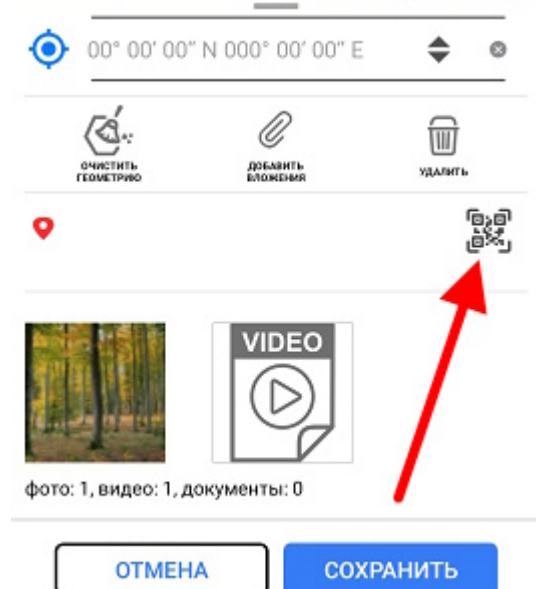 00° 00′ 00″ N 000° 00′ 00″ E
ОЧИСТИТЬ
ГЕОМЕТРИЮ
ДОБАВИТЬ
ВЛОЖЕНИЯ
УДАЛИТЬ
VIDEO
фото: 1, видео: 1, документы: 0
ОТМЕНА
СОХРАНИТЬ